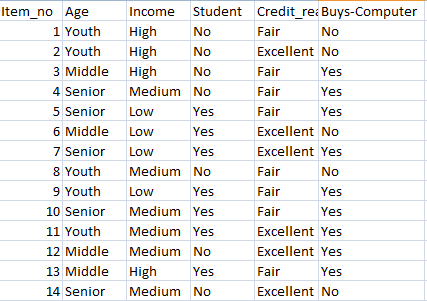 Item_no Age Income Student Credit_rea Buys-Computer
1 Youth High No Fair No
2 Youth High No Excellent No
3 Middle High No Fair Yes
4 Senior Medium No Fair Yes
5 Senior Low Yes Fair Yes
6 Middle Low Yes Excellent No
7 Senior Low Yes Excellent Yes
8 Youth Medium No Fair No
9 Youth Low Yes Fair Yes
10 Senior Medium Yes Fair Yes
11 Youth Medium Yes Excellent Yes
12 Middle Medium No Excellent Yes
13 Middle High Yes Fair Yes
14 Senior Medium No Excellent No